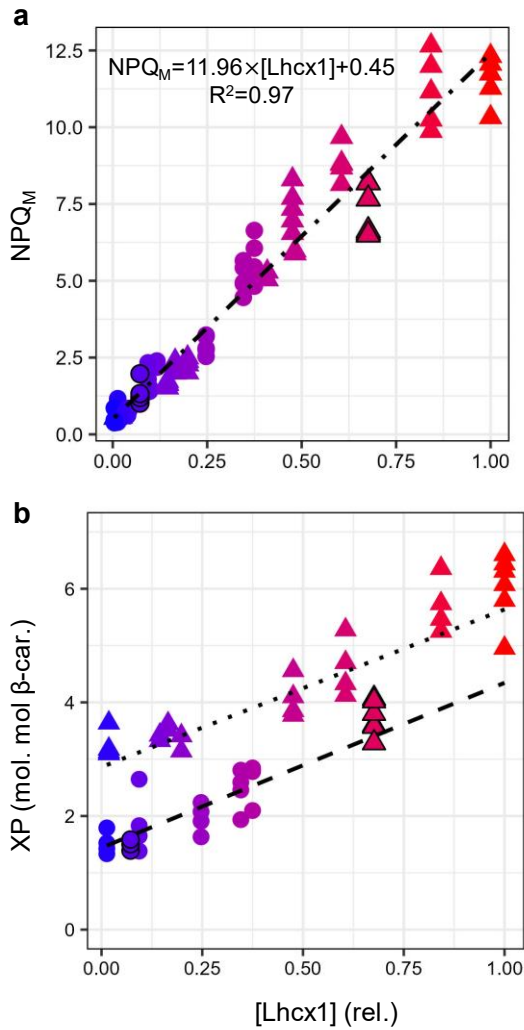 a
NPQM=11.96×[Lhcx1]+0.45
R2=0.97
12.5
10.0
7.5
5.0
2.5
0.0
NPQM
0.00 0.25 0.50 0.75 1.00
b
6
4
2
0
XP (mol. mol β-car.)
0.00 0.25 0.50 0.75 1.00
[Lhcx1] (rel.)